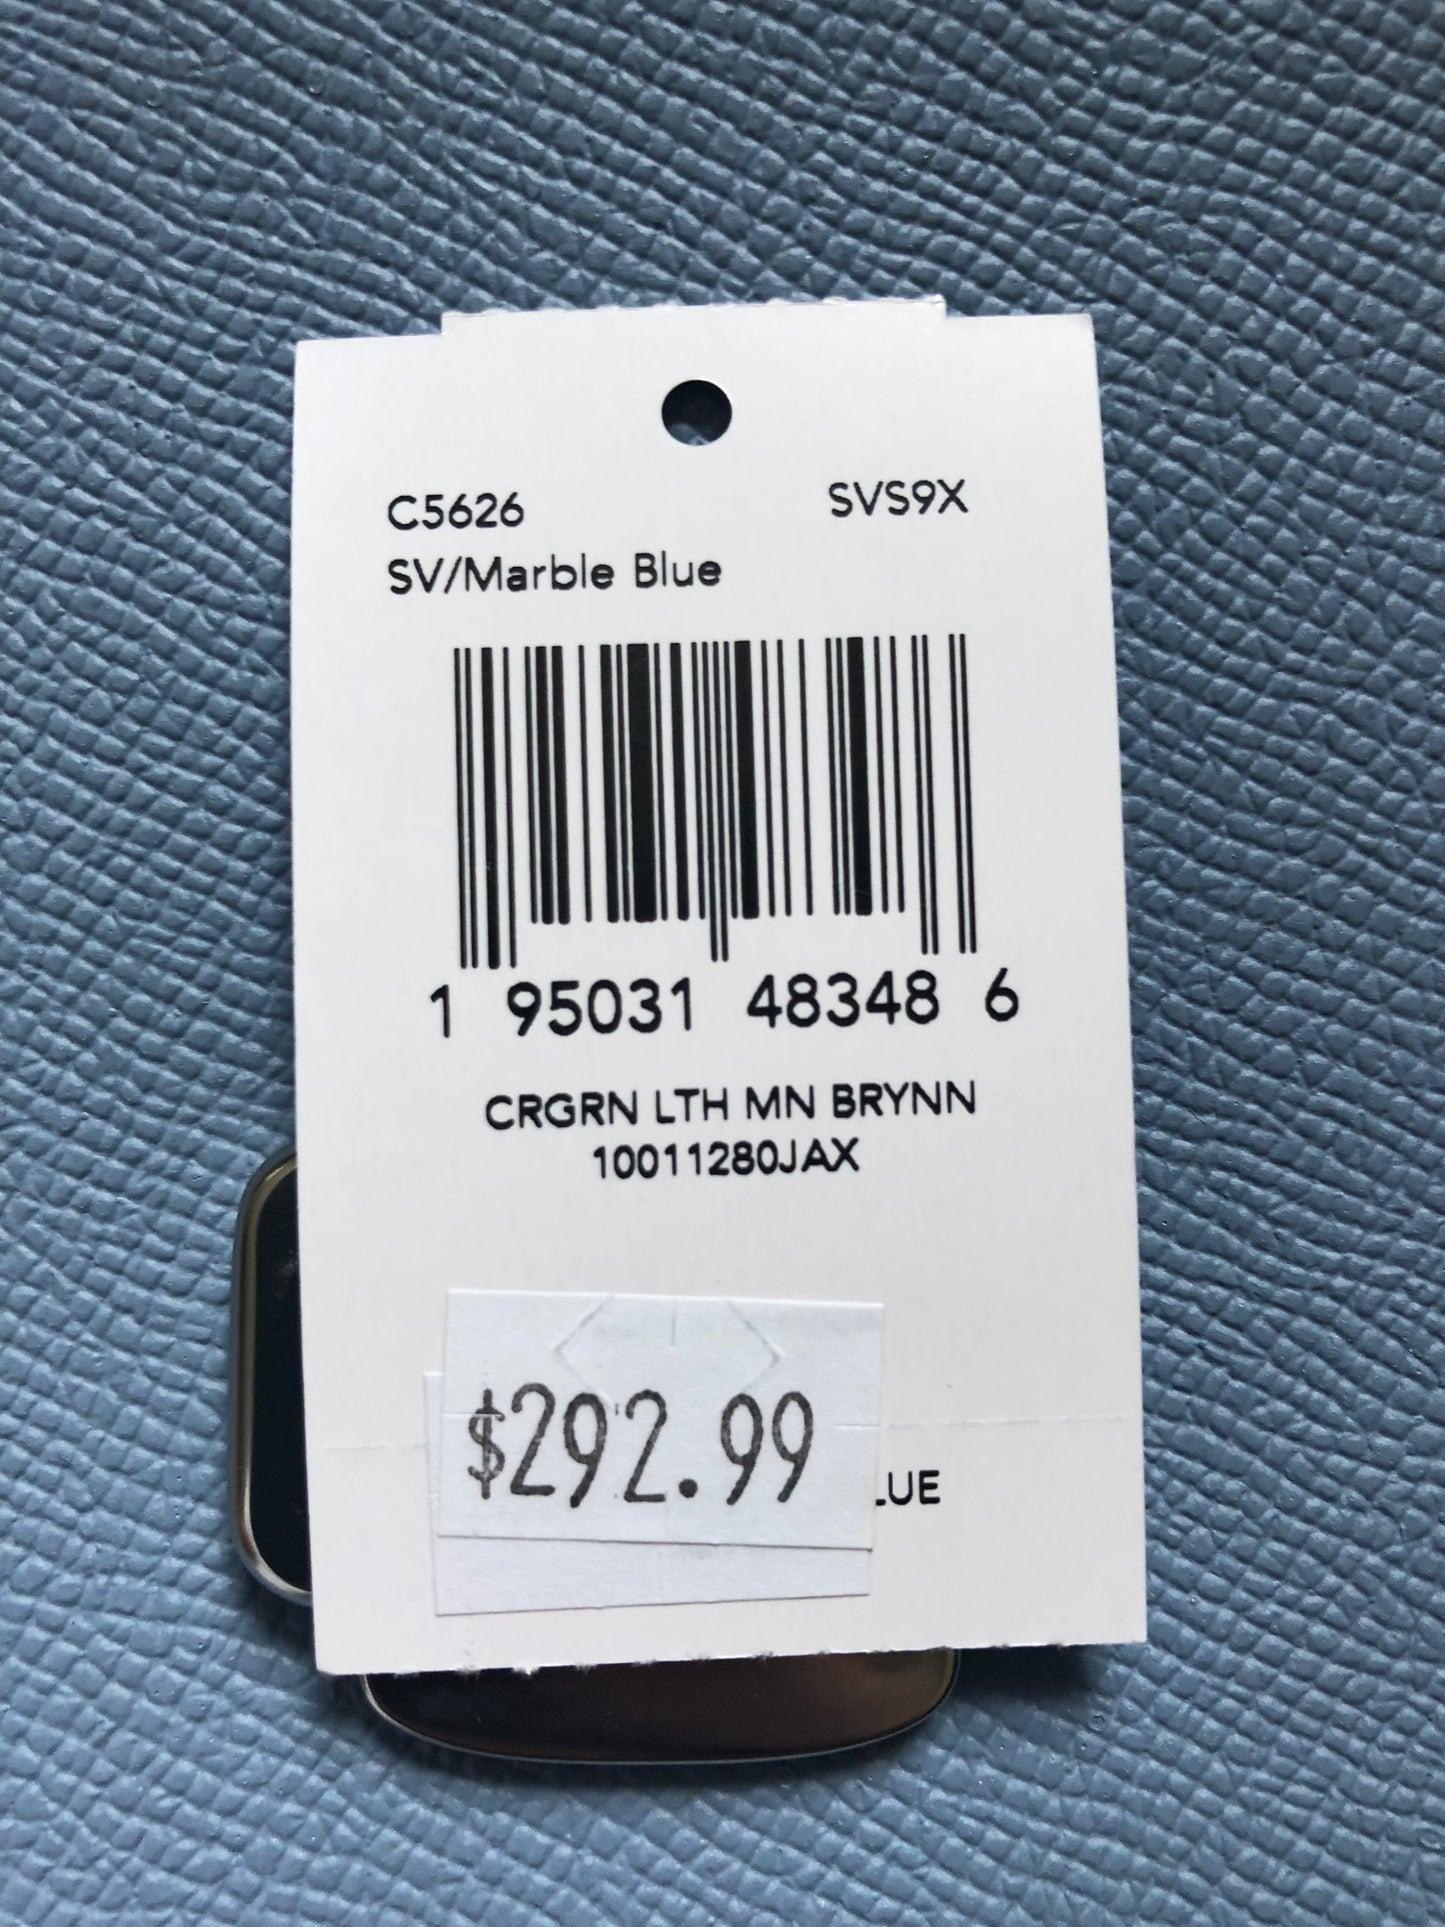 C5626 SVS9X
SV/Marble Blue
1 95031 48348 6
CRGRN LTH MN BRYNN
10011280JAX
$292.99
LUE